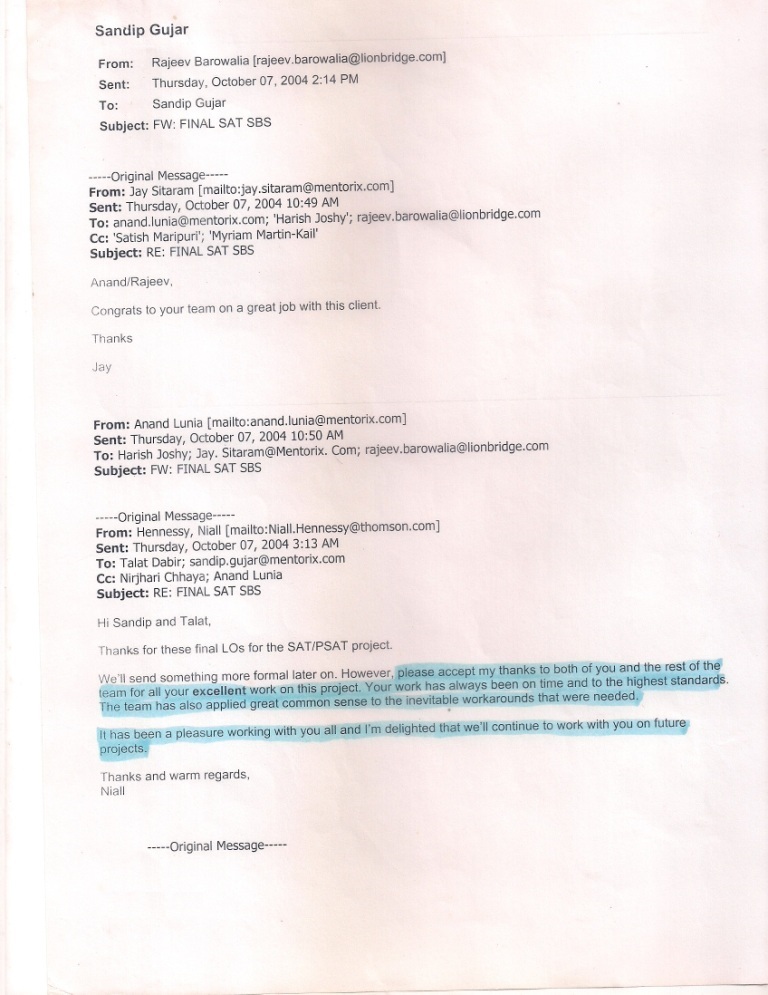 Sandip Gujar
From: Rajeev Barowalia [rajeev.barowalia@lionbridge.com]
Sent: Thursday, October 07, 2004 2:14 PM
To: Sandip Gujar
Subject: FW: FINAL SAT SBS
-----Original Message-----
From: Jay Sitaram [mailto:jay.sitaram@mentorix.com]
Sent: Thursday, October 07, 2004 10:49 AM
To: anand.lunia@mentorix.com; 'Harish Joshy'; rajeev.barowalia@lionbridge.com
Cc: 'Satish Maripuri'; 'Myriam Martin-Kail'
Subject: RE: FINAL SAT SBS
Anand/Rajeev,
Congrats to your team on a great job with this client.
Thanks
Jay
From: Anand Lunia [mailto:anand.lunia@mentorix.com]
Sent: Thursday, October 07, 2004 10:50 AM
To: Harish Joshy; Jay. Sitaram@Mentorix. Com; rajeev.barowalia@lionbridge.com
Subject: FW: FINAL SAT SBS
-----Original Message-----
From: Hennessy, Niall [mailto:Niall.Hennessy@thomson.com]
Sent: Thursday, October 07, 2004 3:13 AM
To: Talat Dabir; sandip.gujar@mentorix.com
Cc: Nirjhari Chhaya; Anand Lunia
Subject: RE: FINAL SAT SBS
Hi Sandip and Talat,
Thanks for these final LOs for the SAT/PSAT project.
We'll send something more formal later on. However, please accept my thanks to both of you and the rest of the
team for all your excellent work on this project. Your work has always been on time and to the highest standards.
The team has also applied great common sense to the inevitable workarounds that were needed.
It has been a pleasure working with you all and I'm delighted that we'll continue to work with you on future
projects.
Thanks and warm regards,
Niall
-----Original Message-----